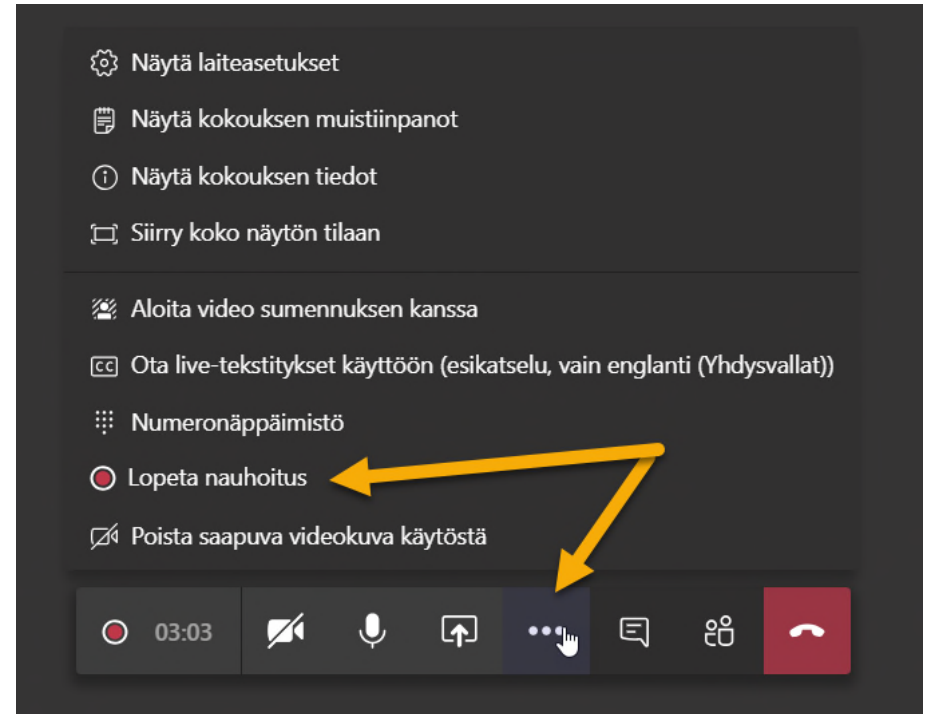 Näytä laiteasetukset
Näytä kokouksen muistiinpanot
Näytä kokouksen tiedot
Siirry koko näytön tilaan
Aloita video sumennuksen kanssa
CC Ota live-tekstitykset käyttöön (esikatselu, vain englanti (Yhdysvallat))
Numeronäppäimistö
Lopeta nauhoitus
Poista saapuva videokuva käytöstä
03:03